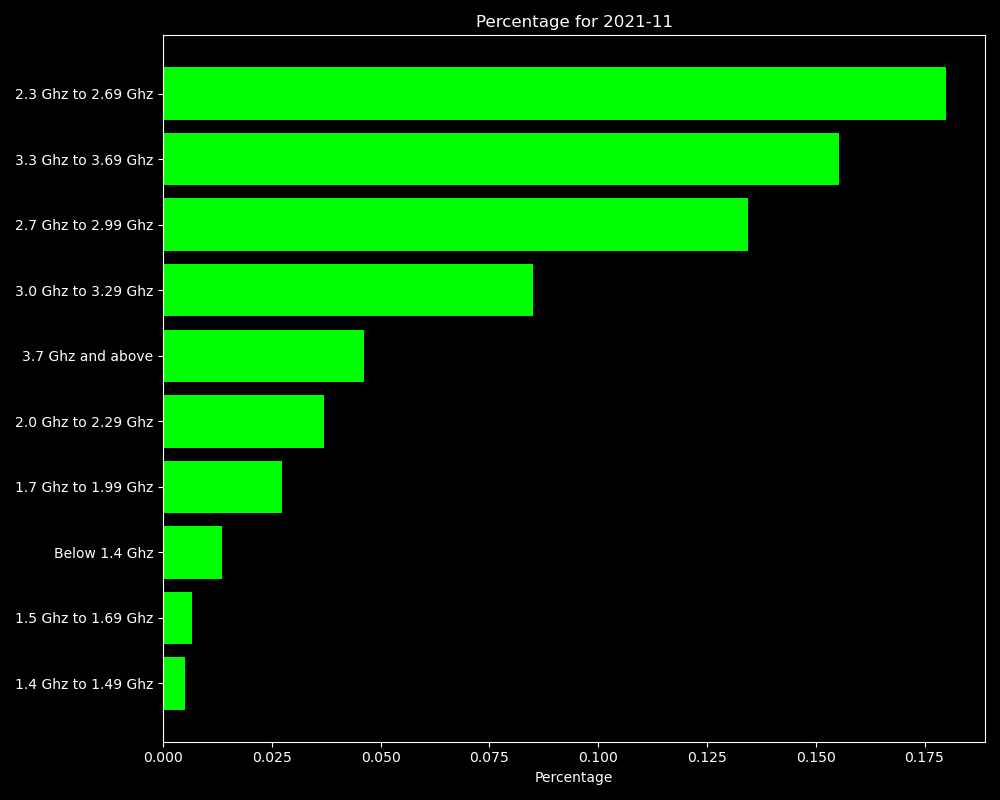 Percentage for 2021-11
2.3 Ghz to 2.69 Ghz
3.3 Ghz to 3.69 Ghz
2.7 Ghz to 2.99 Ghz
3.0 Ghz to 3.29 Ghz
3.7 Ghz and above
2.0 Ghz to 2.29 Ghz
1.7 Ghz to 1.99 Ghz
Below 1.4 Ghz
1.5 Ghz to 1.69 Ghz
1.4 Ghz to 1.49 Ghz
0.000 0.025 0.050 0.075 0.100 0.125 0.150 0.175
Percentage